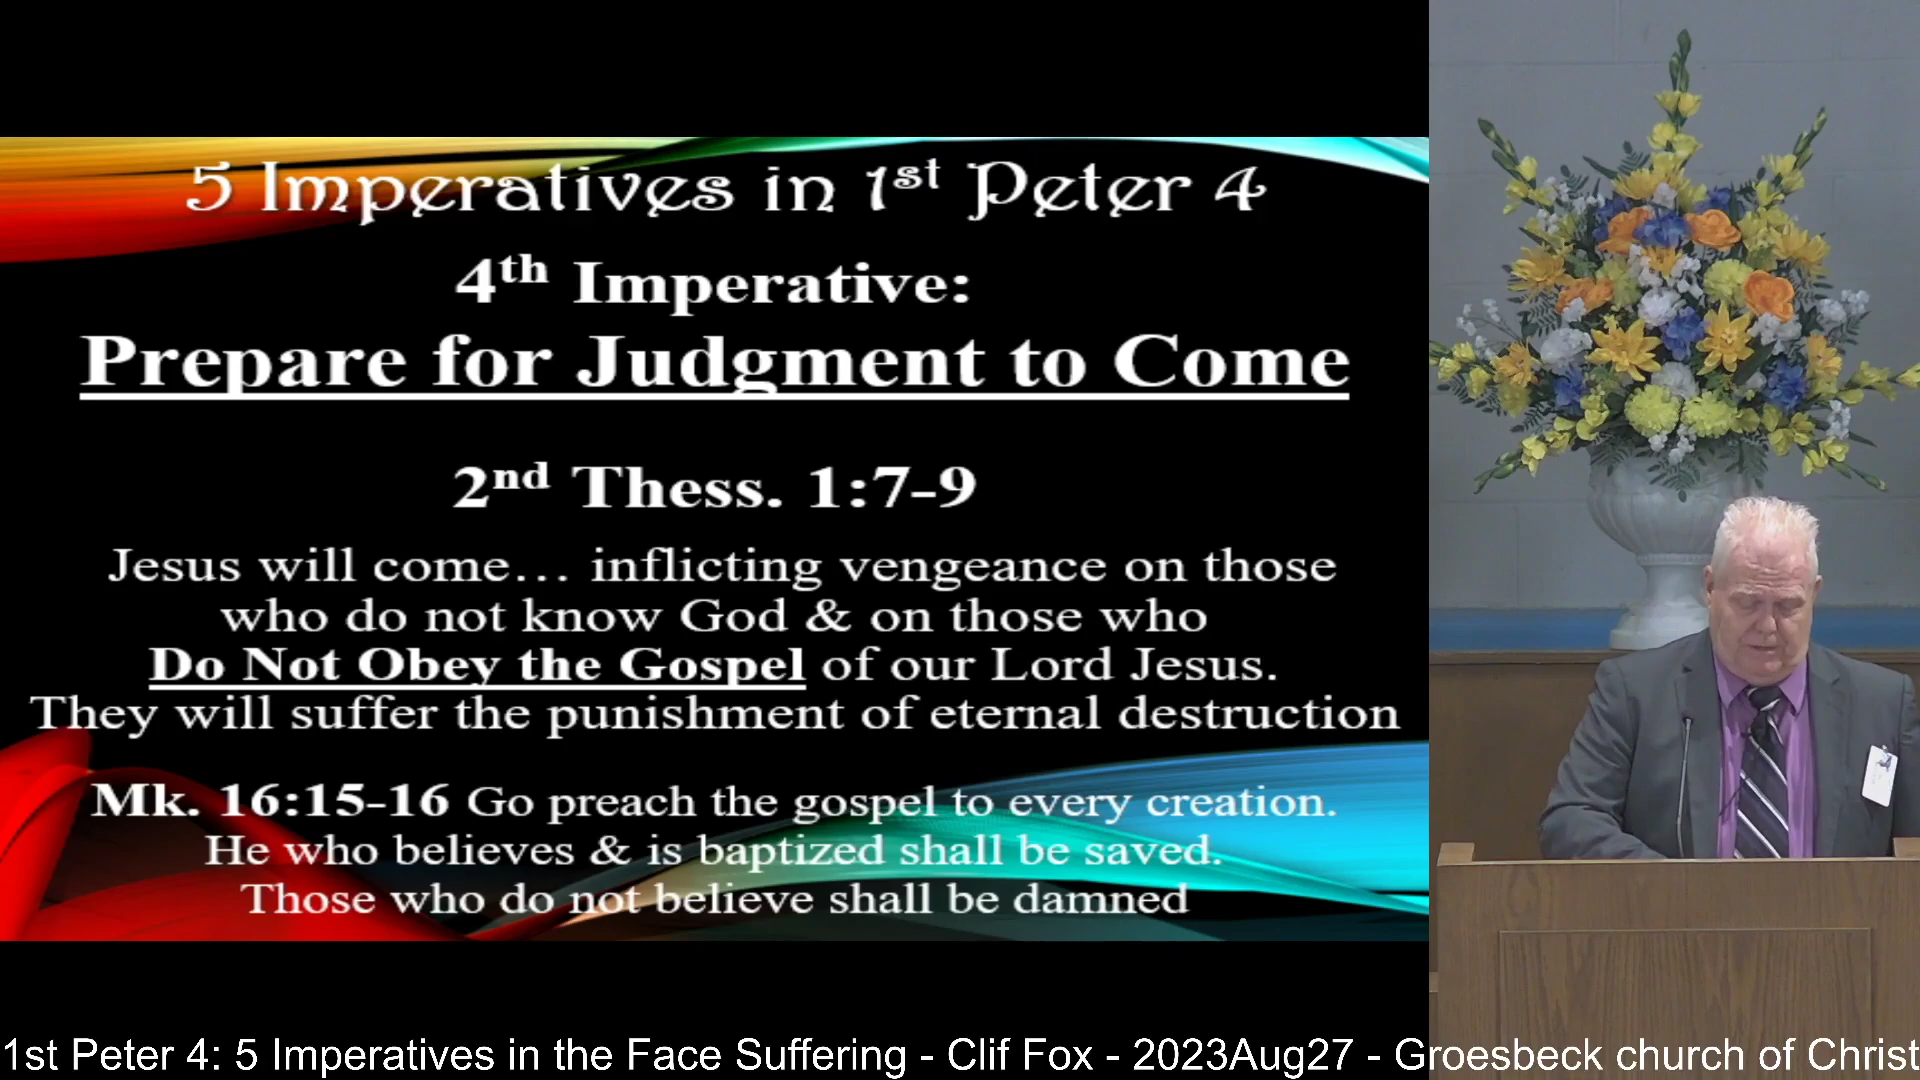 5 Imperatives in 1st Peter 4
4th Imperative:
Prepare for Judgment to Come
2nd Thess. 1:7-9
Jesus will come… inflicting vengeance on those
who do not know God & on those who
Do Not Obey the Gospel of our Lord Jesus.
They will suffer the punishment of eternal destruction
Mk. 16:15-16 Go preach the gospel to every creation.
He who believes & is baptized shall be saved.
Those who do not believe shall be damned
1st Peter 4: 5 Imperatives in the Face Suffering - Clif Fox - 2023Aug27 - Groesbeck church of Christ